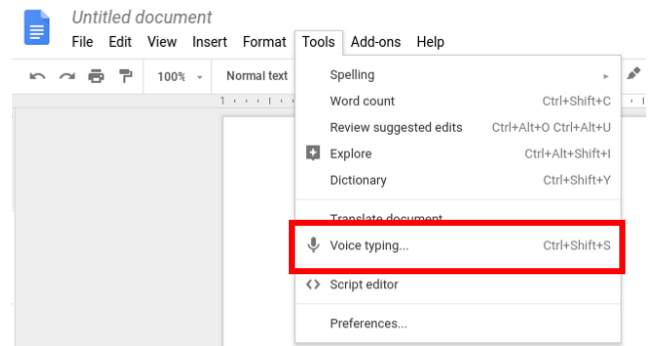 Untitled document
File Edit View Insert Format Tools Add-ons Help
100% Normal text
1
Spelling
Word count Ctrl+Shift+C
Review suggested edits Ctrl+Alt+O Ctrl+Alt+U
Explore Ctrl+Alt+Shift+I
Dictionary Ctrl+Shift+Y
Translate document
Voice typing... Ctrl+Shift+S
Script editor
Preferences...